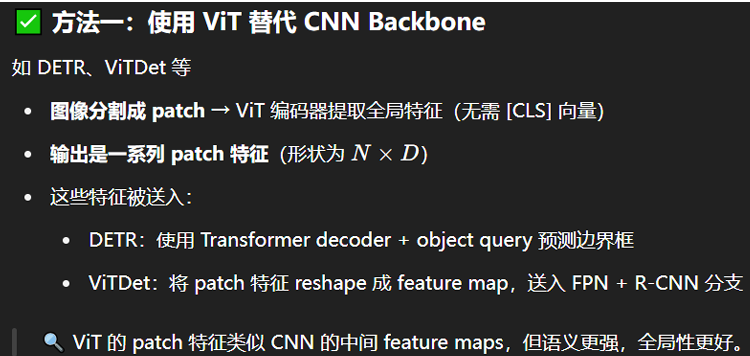 ✅ 方法一：使用 ViT 替代 CNN Backbone
如 DETR、ViTDet 等
• 图像分割成 patch → ViT 编码器提取全局特征（无需 [CLS] 向量）
• 输出是一系列 patch 特征（形状为 N × D）
• 这些特征被送入：
• DETR：使用 Transformer decoder + object query 预测边界框
• ViTDet：将 patch 特征 reshape 成 feature map，送入 FPN + R-CNN 分支
🔍 ViT 的 patch 特征类似 CNN 的中间 feature maps，但语义更强，全局性更好。